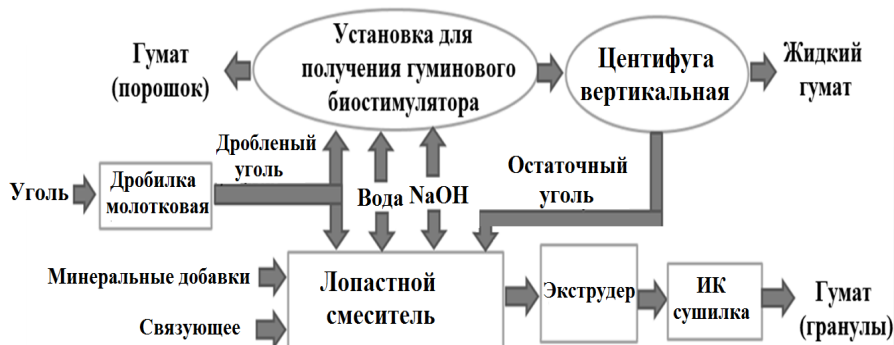 Гумат
(порошок)
Установка для
получения гуминового
биостимулятора
Центифуга
вертикальная
Жидкий
гумат
Уголь
Дробилка
молотковая
Дробленый
уголь
Вода
NaOH
Остаточный
уголь
Минеральные добавки
Связующее
Лопастной
смеситель
Экструдер
ИК
сушилка
Гумат
(гранулы)